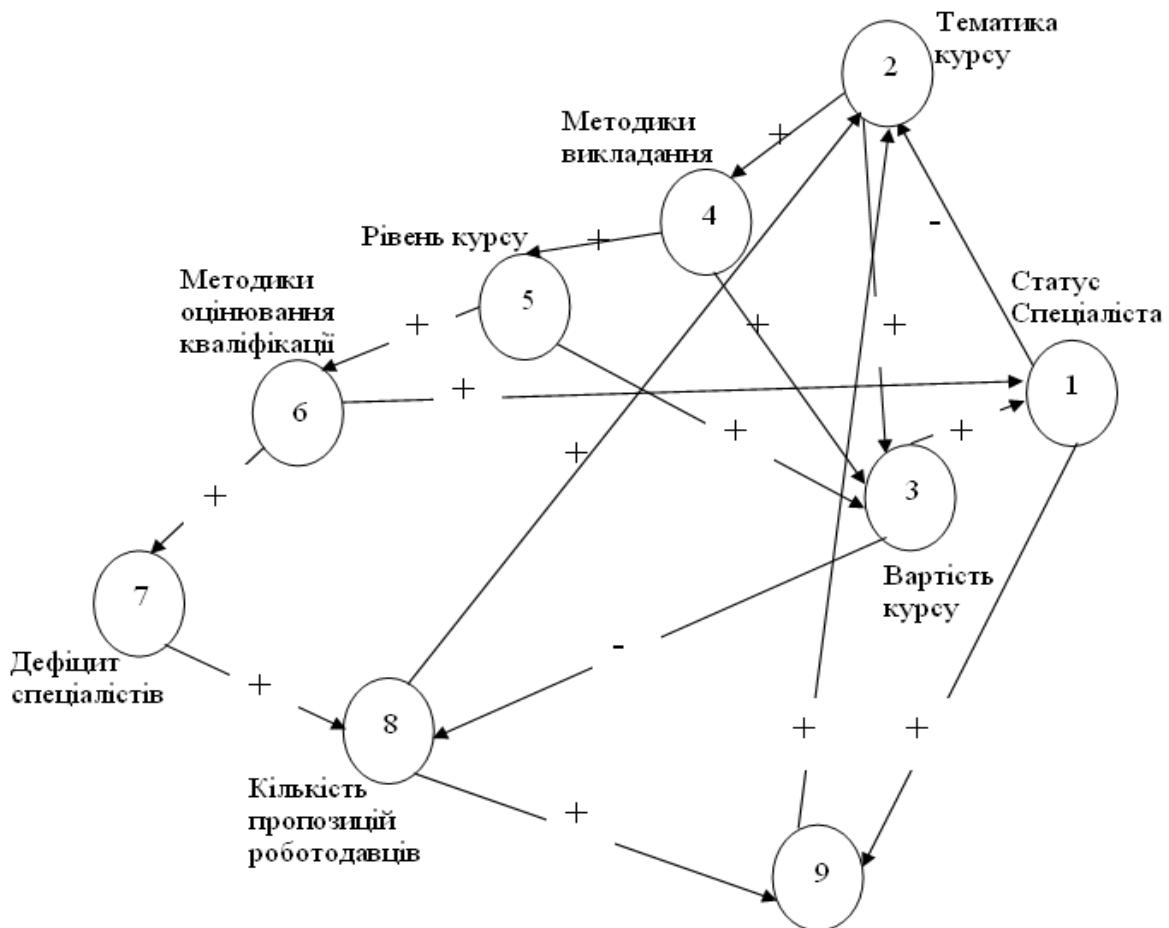 Тематика
курсу
2
Методики
викладання
+
4
-
Рівень курсу
+
Статус
Спеціаліста
Методики
оцінювання
кваліфікації
5
+
+
+
1
6
+
+
+
+
3
+
Вартість
курсу
7
Дефіцит
спеціалістів
-
+
8
+
+
Кількість
пропозицій
роботодавців
+
9